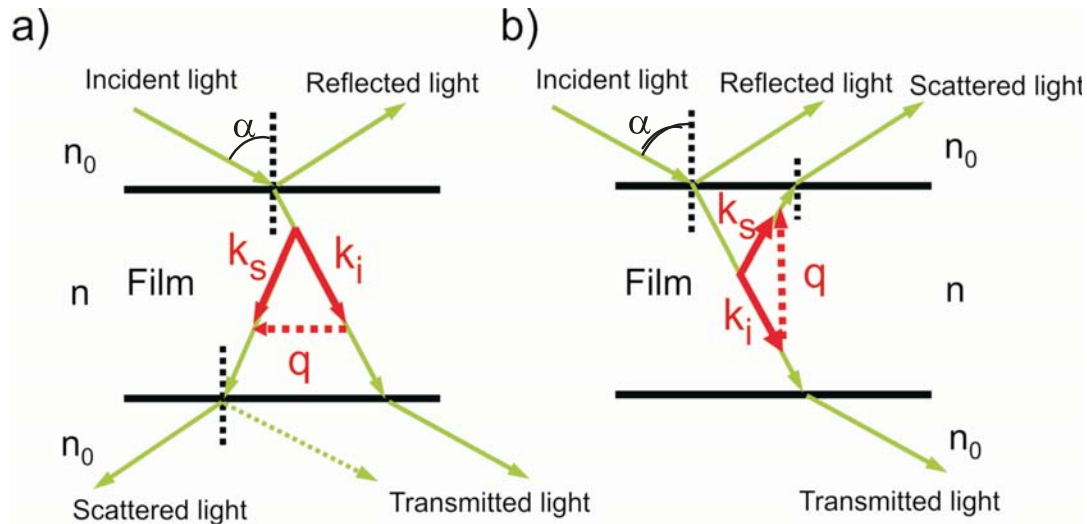 a)
Incident light
Reflected light
α
n₀
kₛ
kᵢ
n
Film
q
n₀
Scattered light
Transmitted light
b)
Incident light
Reflected light
Scattered light
α
n₀
kₛ
Film
q
n
kᵢ
n₀
Transmitted light